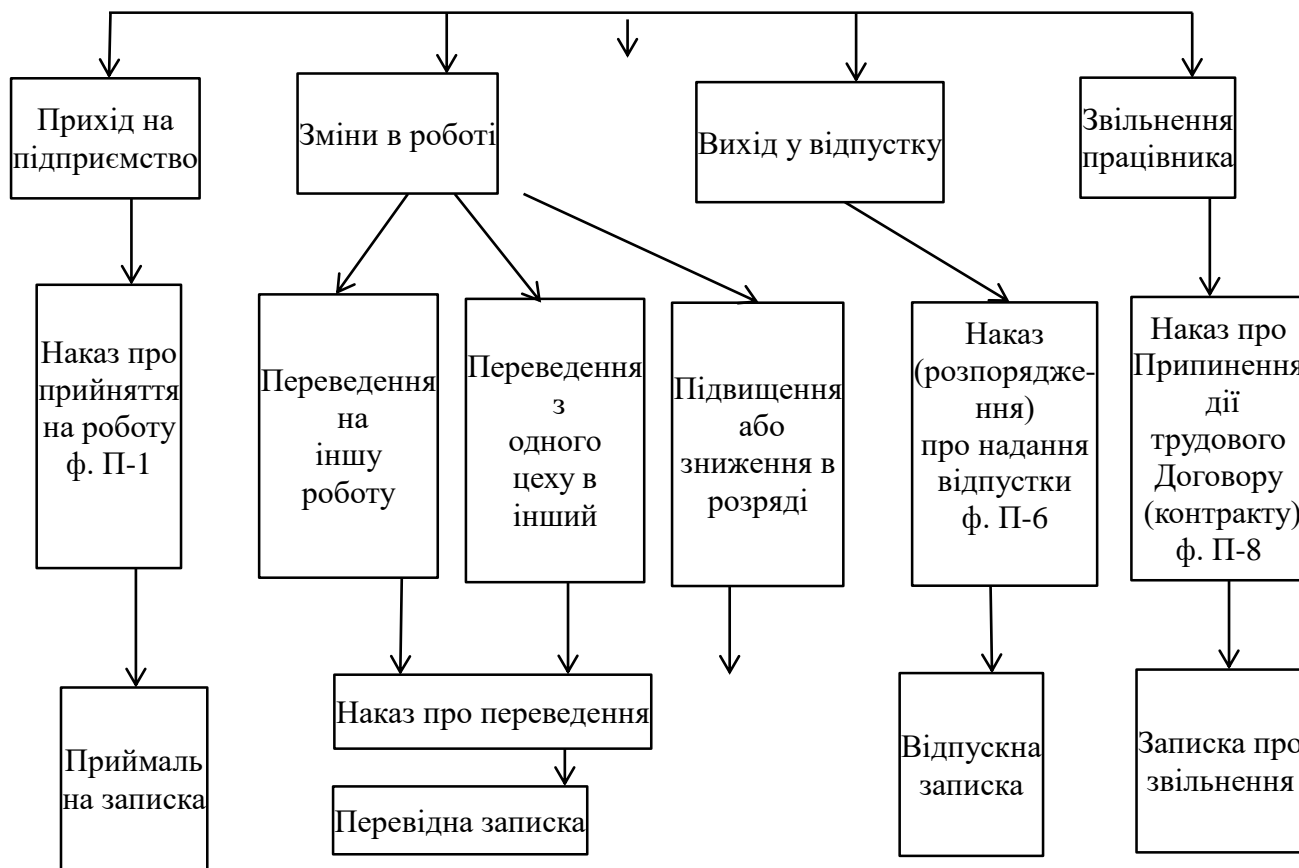 Прихід на
підприємство
Зміни в роботі
Вихід у відпустку
Звільнення
працівника
Наказ про
прийняття
на роботу
ф. П-1
Переведення
на
іншу
роботу
Переведення
з
одного
цеху в
інший
Підвищення
або
зниження в
розряді
Наказ
(розпорядже-
ння)
про надання
відпустки
ф. П-6
Наказ про
Припинення
дії
трудового
Договору
(контракту)
ф. П-8
Приймаль
на записка
Наказ про переведення
Перевідна записка
Відпускна
записка
Записка про
звільнення